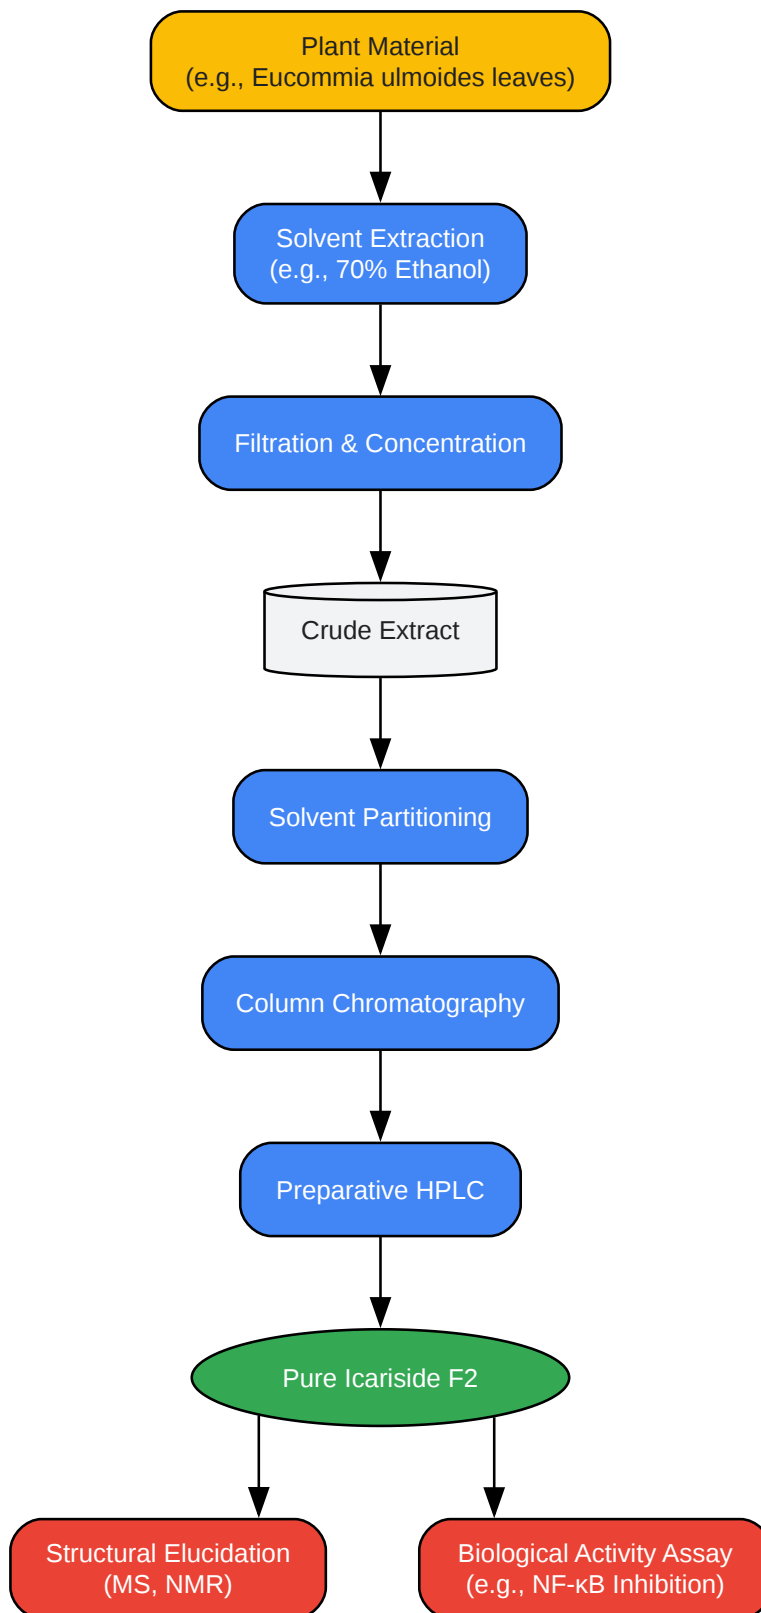 Plant Material
(e.g., Eucommia ulmoides leaves)
Solvent Extraction
(e.g., 70% Ethanol)
Filtration & Concentration
Crude Extract
Solvent Partitioning
Column Chromatography
Preparative HPLC
Pure Icariside F2
Structural Elucidation
(MS, NMR)
Biological Activity Assay
(e.g., NF-κB Inhibition)